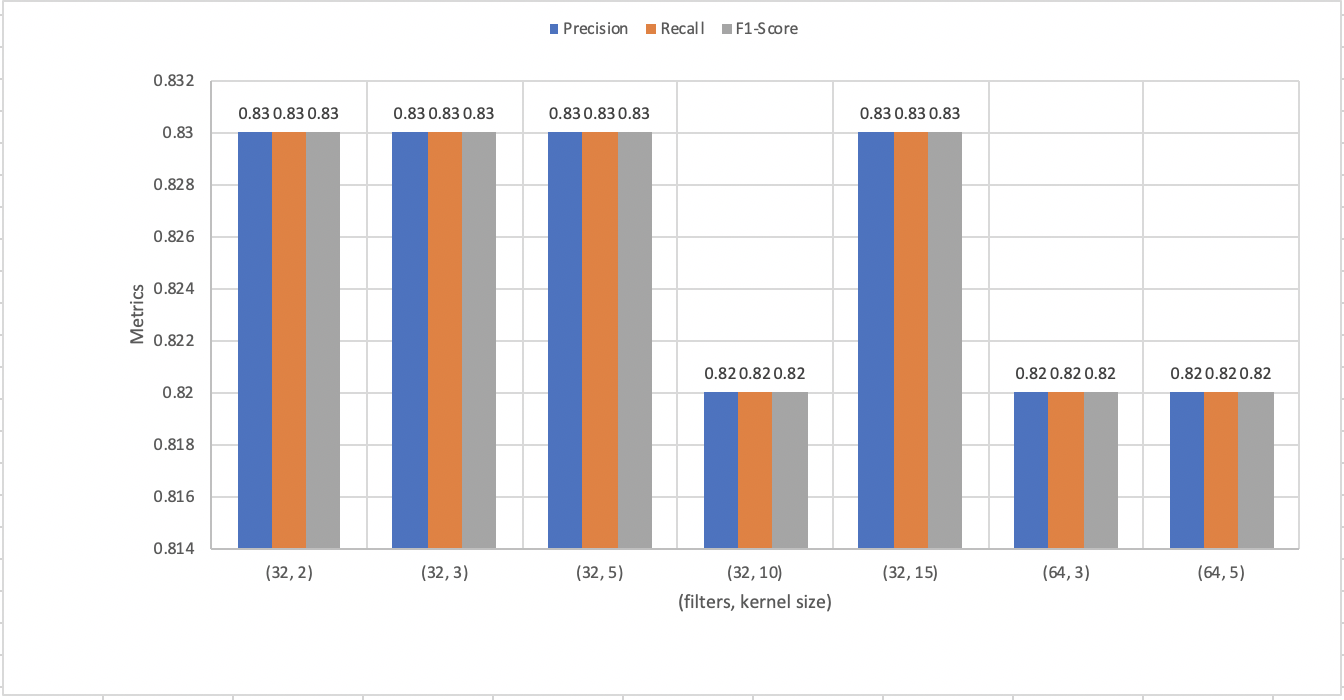 Precision Recall F1-Score
0.832
0.83 0.83 0.83 0.83 0.83 0.83 0.83 0.83 0.83 0.83 0.83 0.83
0.83
0.828
0.826
0.824
0.822
0.82 0.82 0.82 0.82 0.82 0.82 0.82 0.82 0.82
0.82
0.818
0.816
0.814
Metrics
(32, 2) (32, 3) (32, 5) (32, 10) (32, 15) (64, 3) (64, 5)
(filters, kernel size)